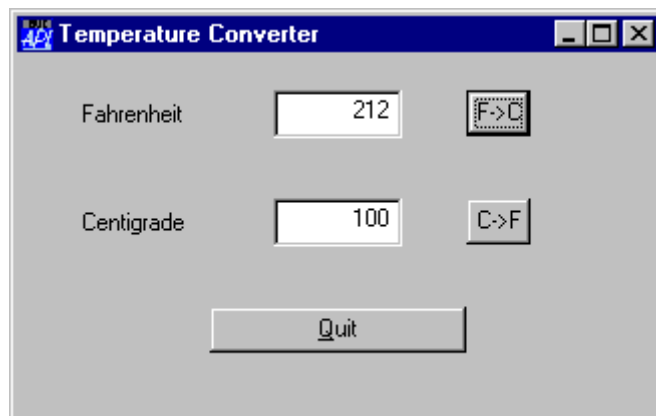 Temperature Converter
Fahrenheit 212 F->C
Centigrade 100 C->F
Quit